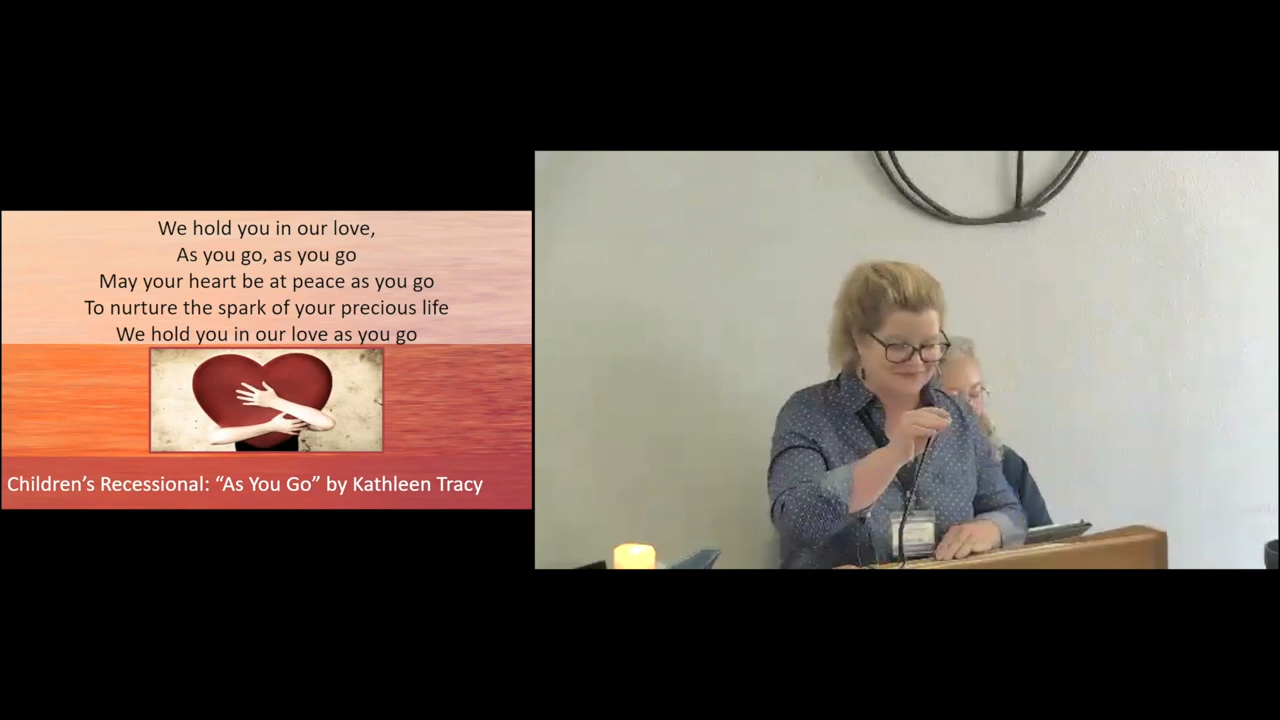 We hold you in our love,
As you go, as you go
May your heart be at peace as you go
To nurture the spark of your precious life
We hold you in our love as you go
Children’s Recessional: “As You Go” by Kathleen Tracy